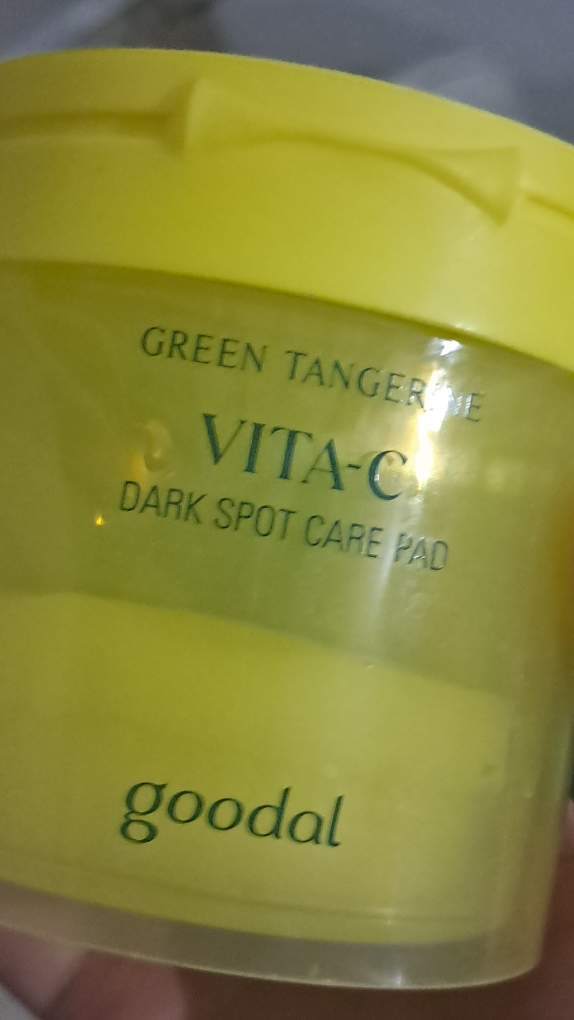 GREEN TANGERINE
VITA-C
DARK SPOT CARE PAD
goodal